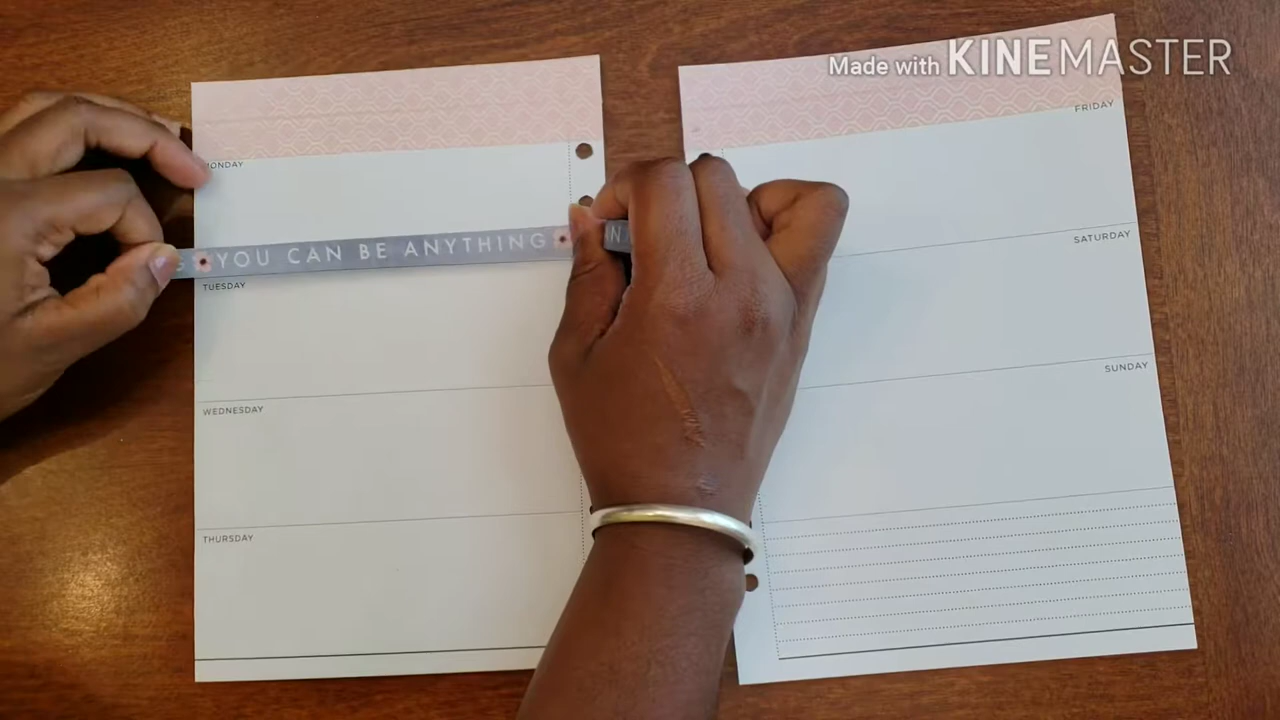 Made with KINEMASTER
MONDAY
YOU CAN BE ANYTHING
TUESDAY
WEDNESDAY
THURSDAY
FRIDAY
SATURDAY
SUNDAY